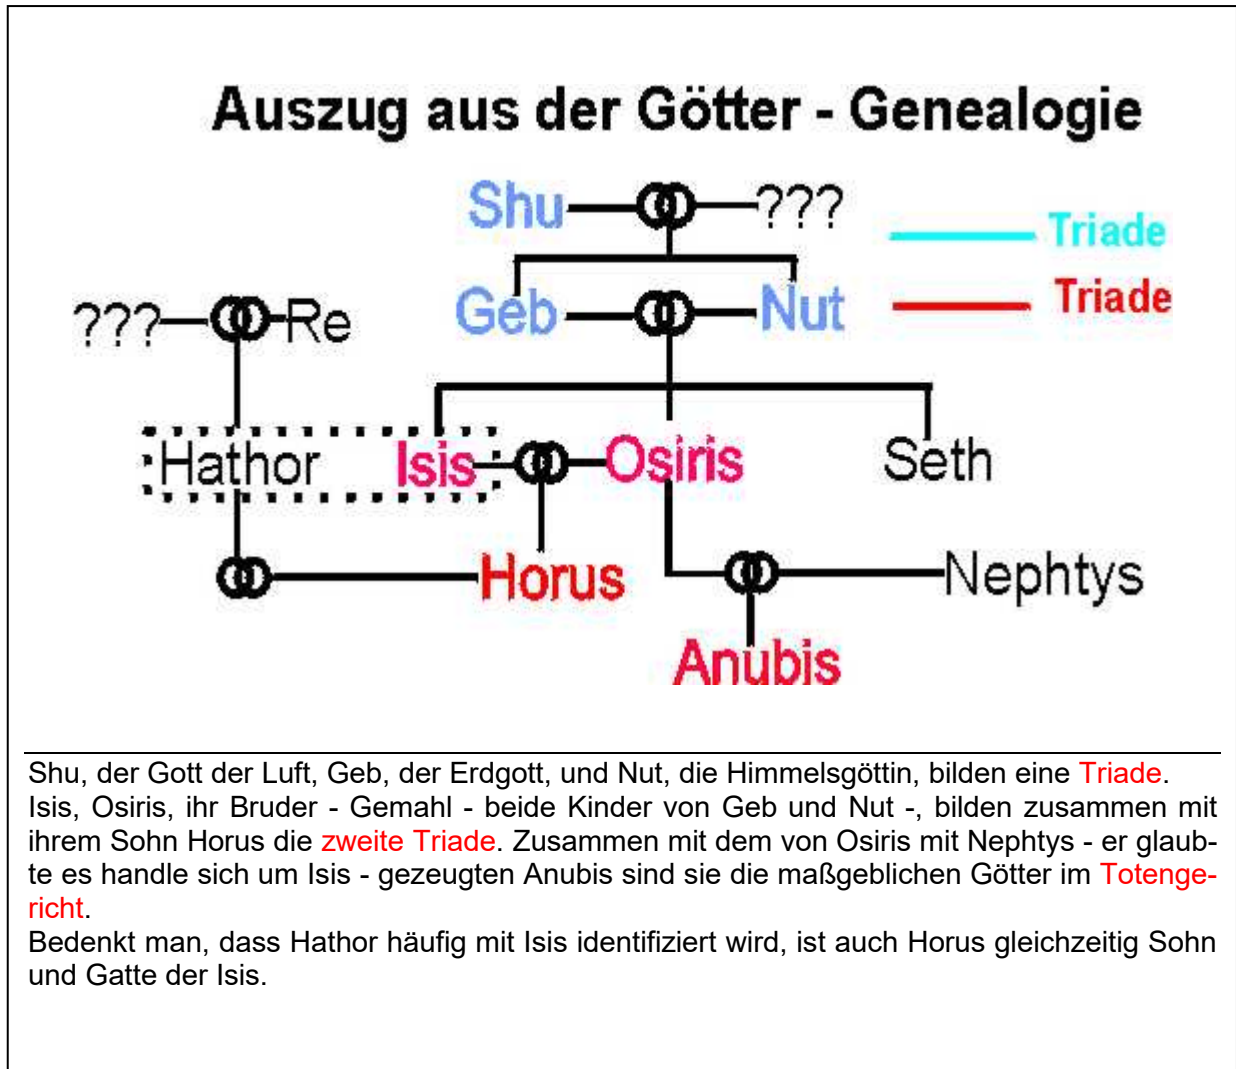 Auszug aus der Götter - Genealogie
Shu ???
Triade
Geb Nut
Triade
??? Re
Hathor Isis Osiris Seth
Horus Nephtys
Anubis
Shu, der Gott der Luft, Geb, der Erdgott, und Nut, die Himmelsgöttin, bilden eine Triade.
Isis, Osiris, ihr Bruder - Gemahl - beide Kinder von Geb und Nut -, bilden zusammen mit
ihrem Sohn Horus die zweite Triade. Zusammen mit dem von Osiris mit Nephtys - er glaub-
te es handle sich um Isis - gezeugten Anubis sind sie die maßgeblichen Götter im Totenge-
richt.
Bedenkt man, dass Hathor häufig mit Isis identifiziert wird, ist auch Horus gleichzeitig Sohn
und Gatte der Isis.